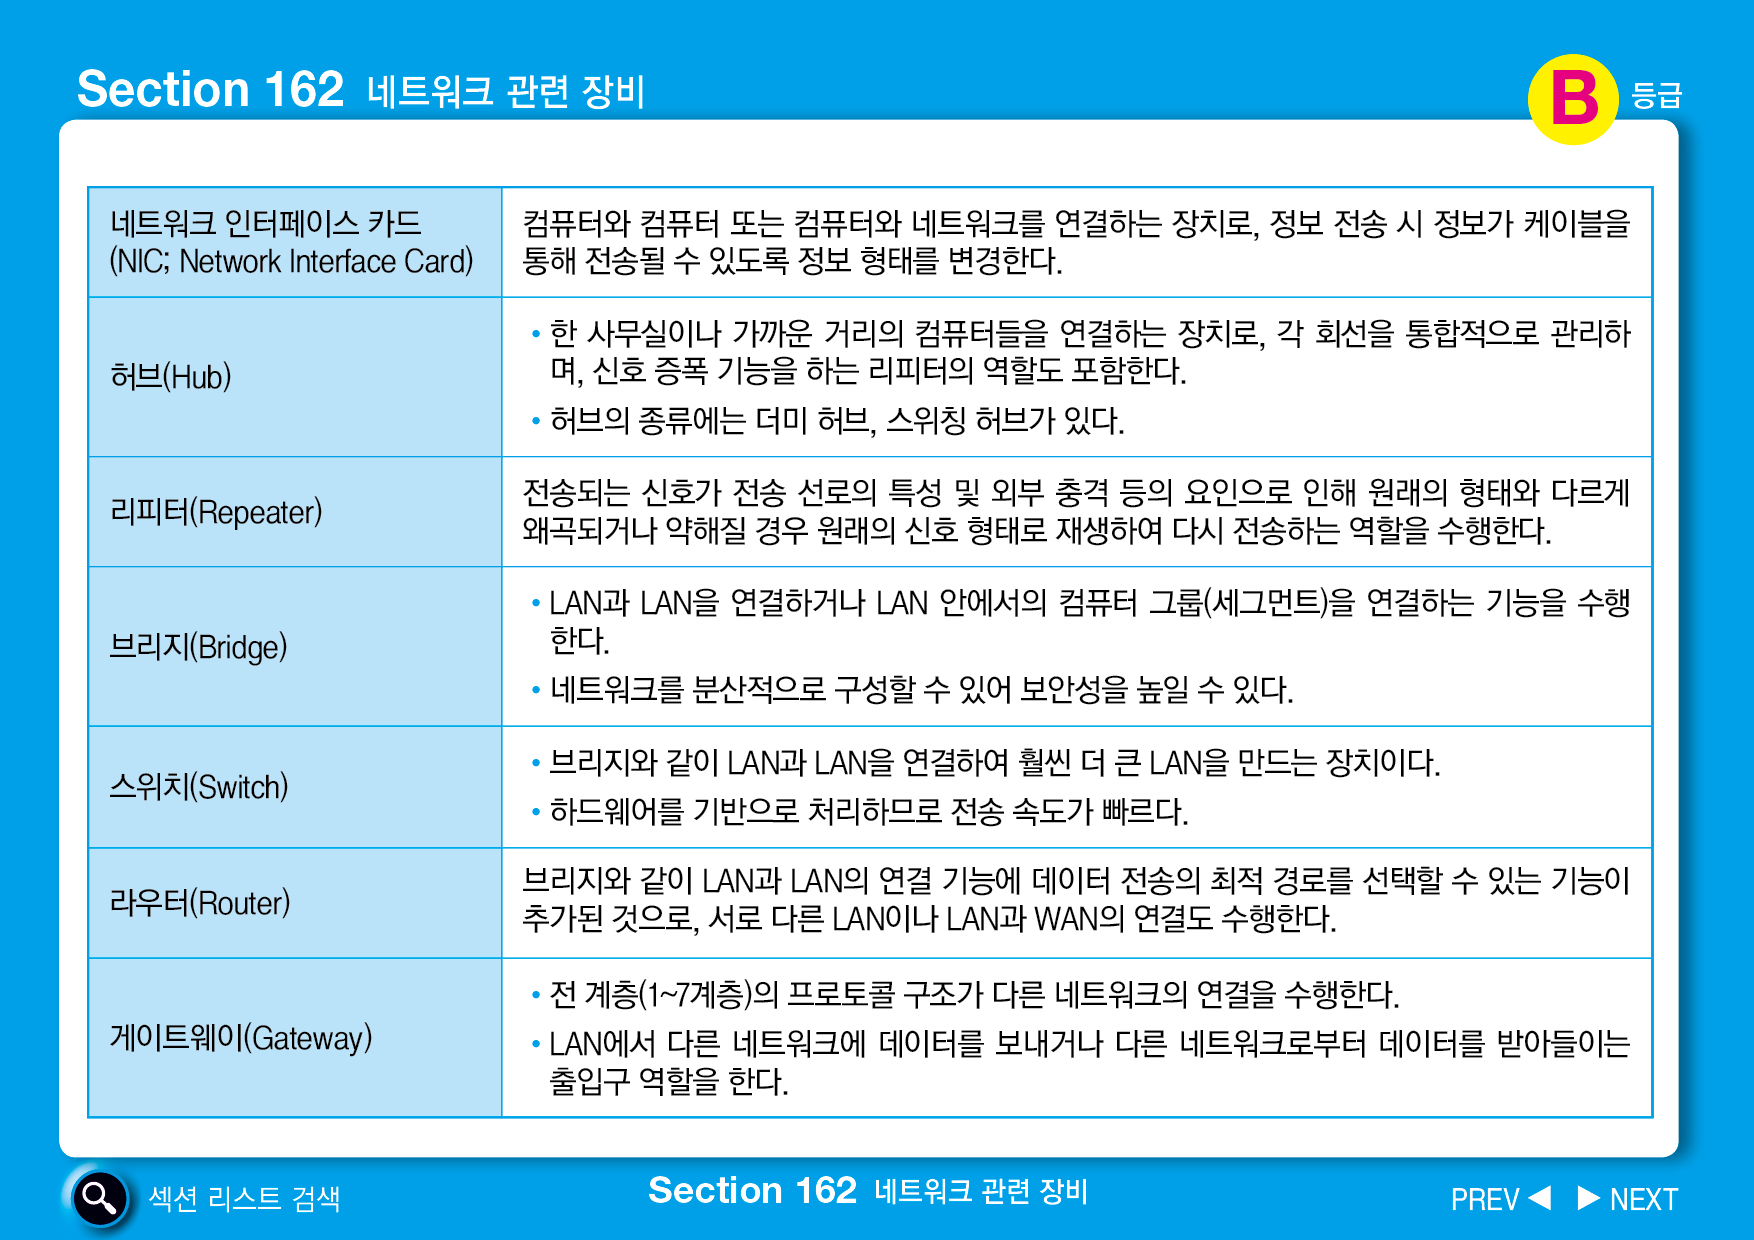 Section 162 네트워크 관련 장비
B 등급
네트워크 인터페이스 카드
(NIC; Network Interface Card)
컴퓨터와 컴퓨터 또는 컴퓨터와 네트워크를 연결하는 장치로, 정보 전송 시 정보가 케이블을
통해 전송될 수 있도록 정보 형태를 변경한다.
허브(Hub)
• 한 사무실이나 가까운 거리의 컴퓨터들을 연결하는 장치로, 각 회선을 통합적으로 관리하
며, 신호 증폭 기능을 하는 리피터의 역할도 포함한다.
• 허브의 종류에는 더미 허브, 스위칭 허브가 있다.
리피터(Repeater)
전송되는 신호가 전송 선로의 특성 및 외부 충격 등의 요인으로 인해 원래의 형태와 다르게
왜곡되거나 약해질 경우 원래의 신호 형태로 재생하여 다시 전송하는 역할을 수행한다.
브리지(Bridge)
• LAN과 LAN을 연결하거나 LAN 안에서의 컴퓨터 그룹(세그먼트)을 연결하는 기능을 수행
한다.
• 네트워크를 분산적으로 구성할 수 있어 보안성을 높일 수 있다.
스위치(Switch)
• 브리지와 같이 LAN과 LAN을 연결하여 훨씬 더 큰 LAN을 만드는 장치이다.
• 하드웨어를 기반으로 처리하므로 전송 속도가 빠르다.
라우터(Router)
브리지와 같이 LAN과 LAN의 연결 기능에 데이터 전송의 최적 경로를 선택할 수 있는 기능이
추가된 것으로, 서로 다른 LAN이나 LAN과 WAN의 연결도 수행한다.
게이트웨이(Gateway)
• 전 계층(1~7계층)의 프로토콜 구조가 다른 네트워크의 연결을 수행한다.
• LAN에서 다른 네트워크에 데이터를 보내거나 다른 네트워크로부터 데이터를 받아들이는
출입구 역할을 한다.
섹션 리스트 검색
Section 162 네트워크 관련 장비
PREV ◀ ▶ NEXT